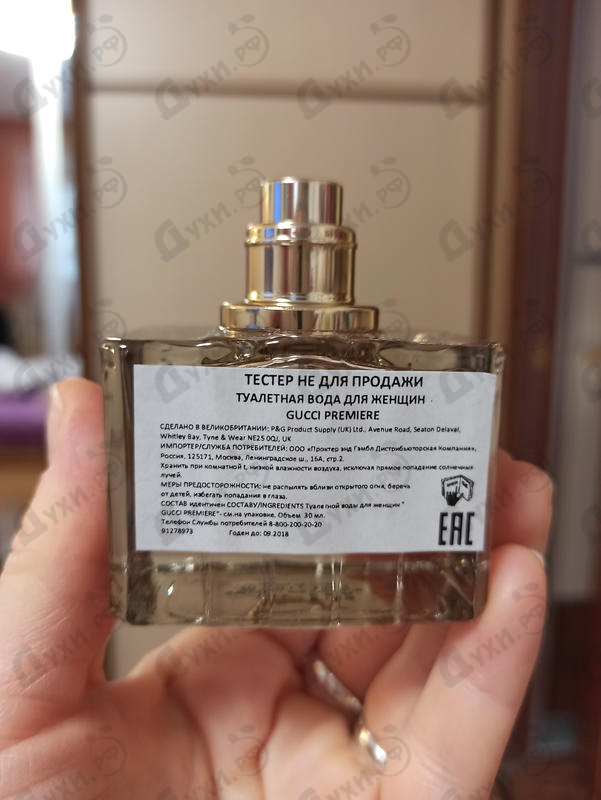 ТЕСТЕР НЕ ДЛЯ ПРОДАЖИ
ТУАЛЕТНАЯ ВОДА ДЛЯ ЖЕНЩИН
GUCCI PREMIERE
СДЕЛАНО В ВЕЛИКОБРИТАНИИ: P&G Product Supply (UK) Ltd., Avenue Road, Seaton Delaval,
Whitley Bay, Tyne & Wear NE25 0QJ, UK
ИМПОРТЕР/СЛУЖБА ПОТРЕБИТЕЛЕЙ: ООО «Проктер энд Гэмбл Дистрибьюторская Компания»,
Россия, 125171, Москва, Ленинградское ш., 16А, стр.2.
Хранить при комнатной t, низкой влажности воздуха, исключая прямое попадание солнечных
лучей.
МЕРЫ ПРЕДОСТОРОЖНОСТИ: не распылять вблизи открытого огня, беречь
от детей, избегать попадания в глаза.
СОСТАВ идентичен СОСТАВУ/INGREDIENTS Туалетной воды для женщин "
GUCCI PREMIERE"- см.на упаковке. Объем 30 мл.
Телефон Службы потребителей 8-800-200-20-20
91278973 Годен до: 09.2018
EAC
Духи.рф